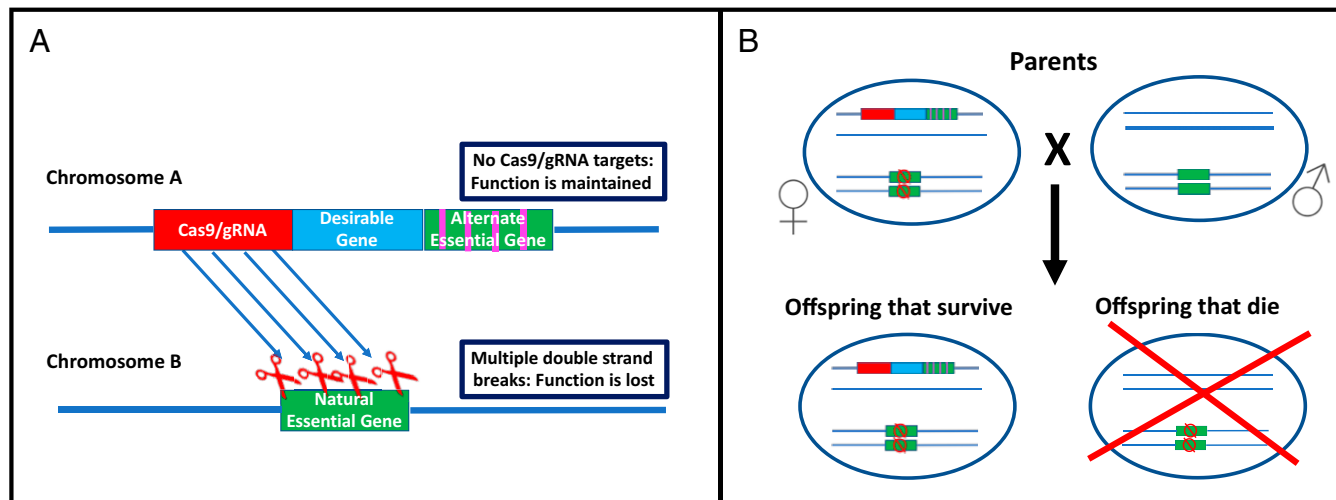 A
Chromosome A
No Cas9/gRNA targets:
Function is maintained
Cas9/gRNA
Desirable
Gene
Alternate
Essential Gene
Chromosome B
Multiple double strand
breaks: Function is lost
Natural
Essential Gene
B
Parents
X
♀
♂
Offspring that survive
Offspring that die